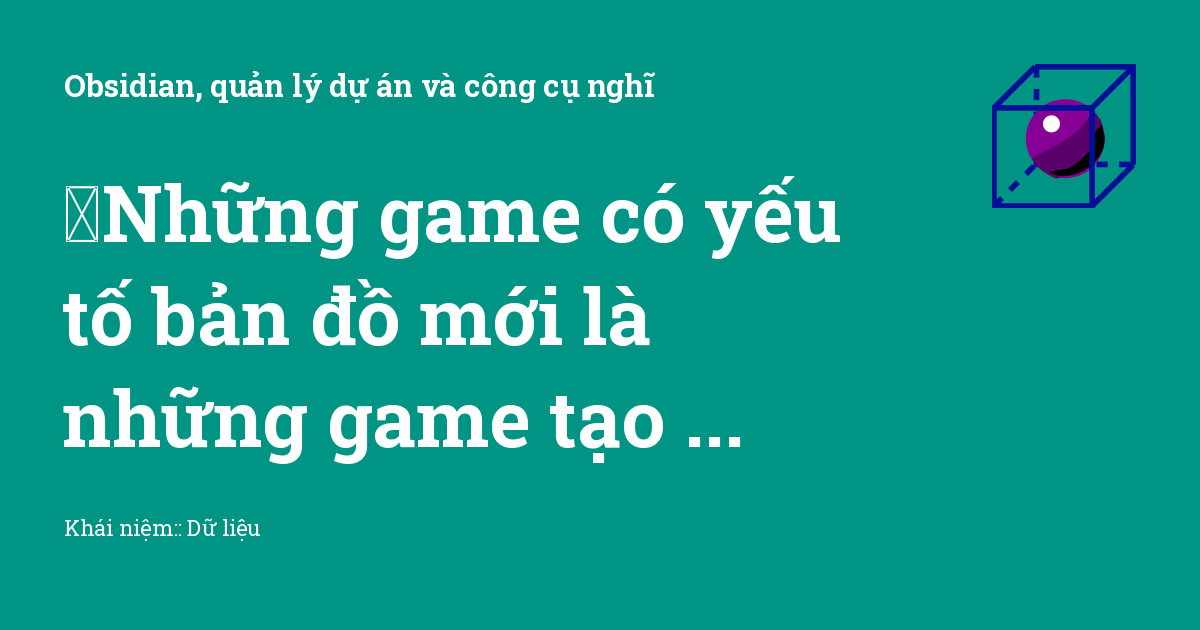 Obsidian, quản lý dự án và công cụ nghĩ
Những game có yếu
tố bản đồ mới là
những game tạo ...
Khái niệm:: Dữ liệu